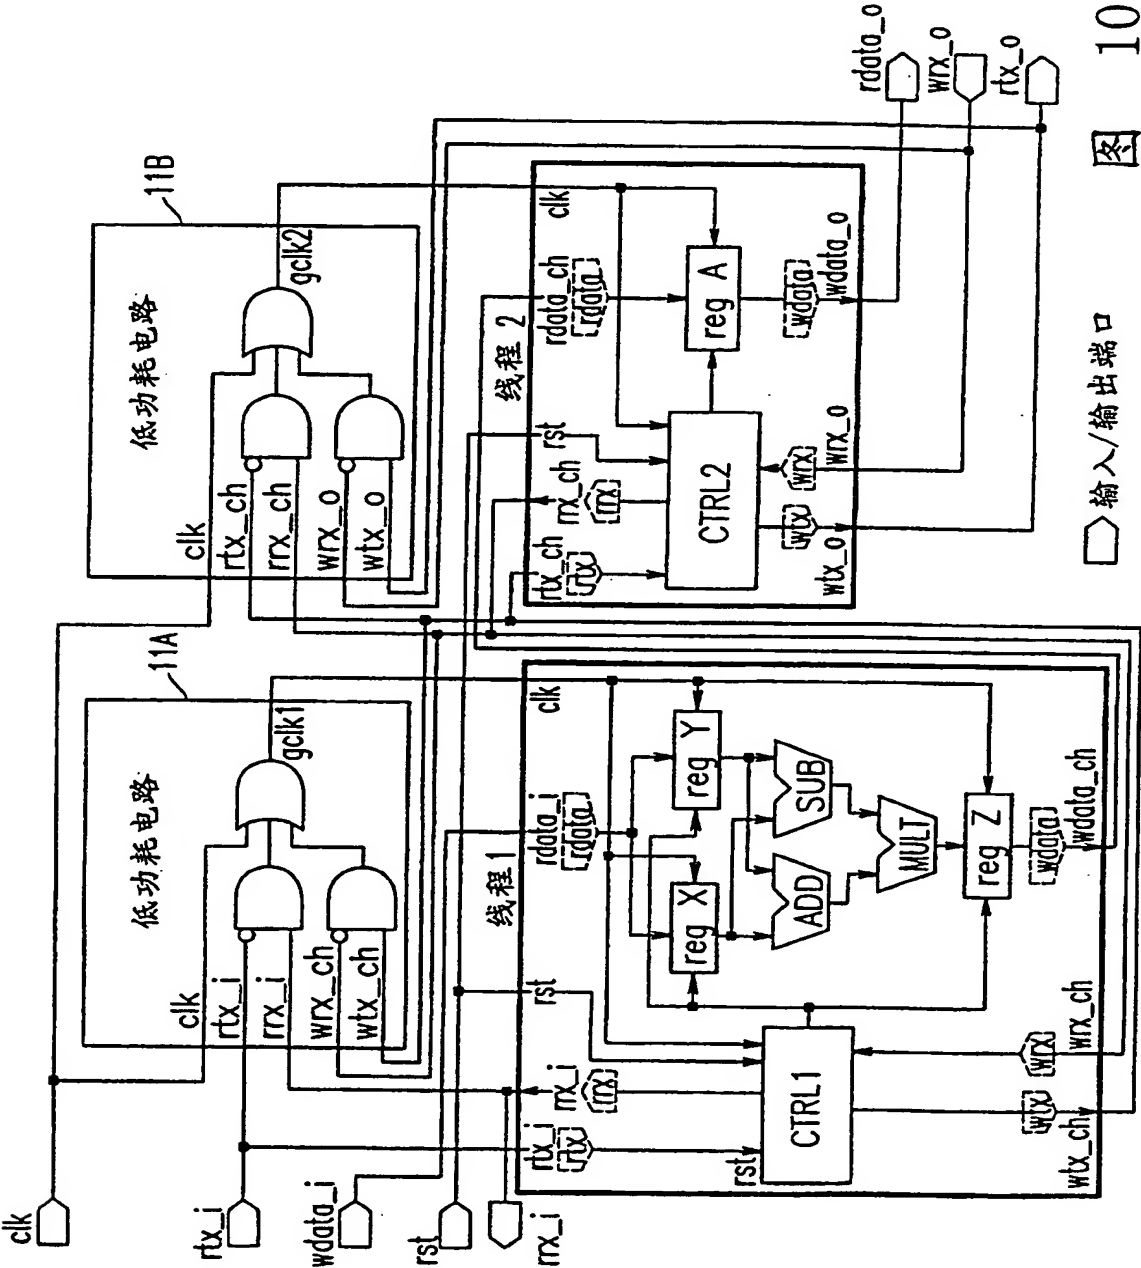 clk
rtx_i
wdata_i
rst
rrx_i
低功耗电路
11A
clk
rtx_i
rrx_i
wrx_ch
wtx_ch
gclk1
低功耗电路
11B
clk
rtx_ch
rrx_ch
wrx_o
wtx_o
gclk2
线程 1
rtx_i
rtx
rrx_i
rrx
rst
rdata_i
rdata
clk
rst
CTRL1
reg X
reg Y
ADD
SUB
MULT
reg Z
wtx
wtx_ch
wrx
wrx_ch
wdata
wdata_ch
线程 2
rtx_ch
rtx
rrx_ch
rrx
rst
rdata_ch
rdata
clk
CTRL2
reg A
wtx
wtx_o
wrx
wrx_o
wdata
wdata_o
rdata_o
wrx_o
rtx_o
输入/输出端口
图 10